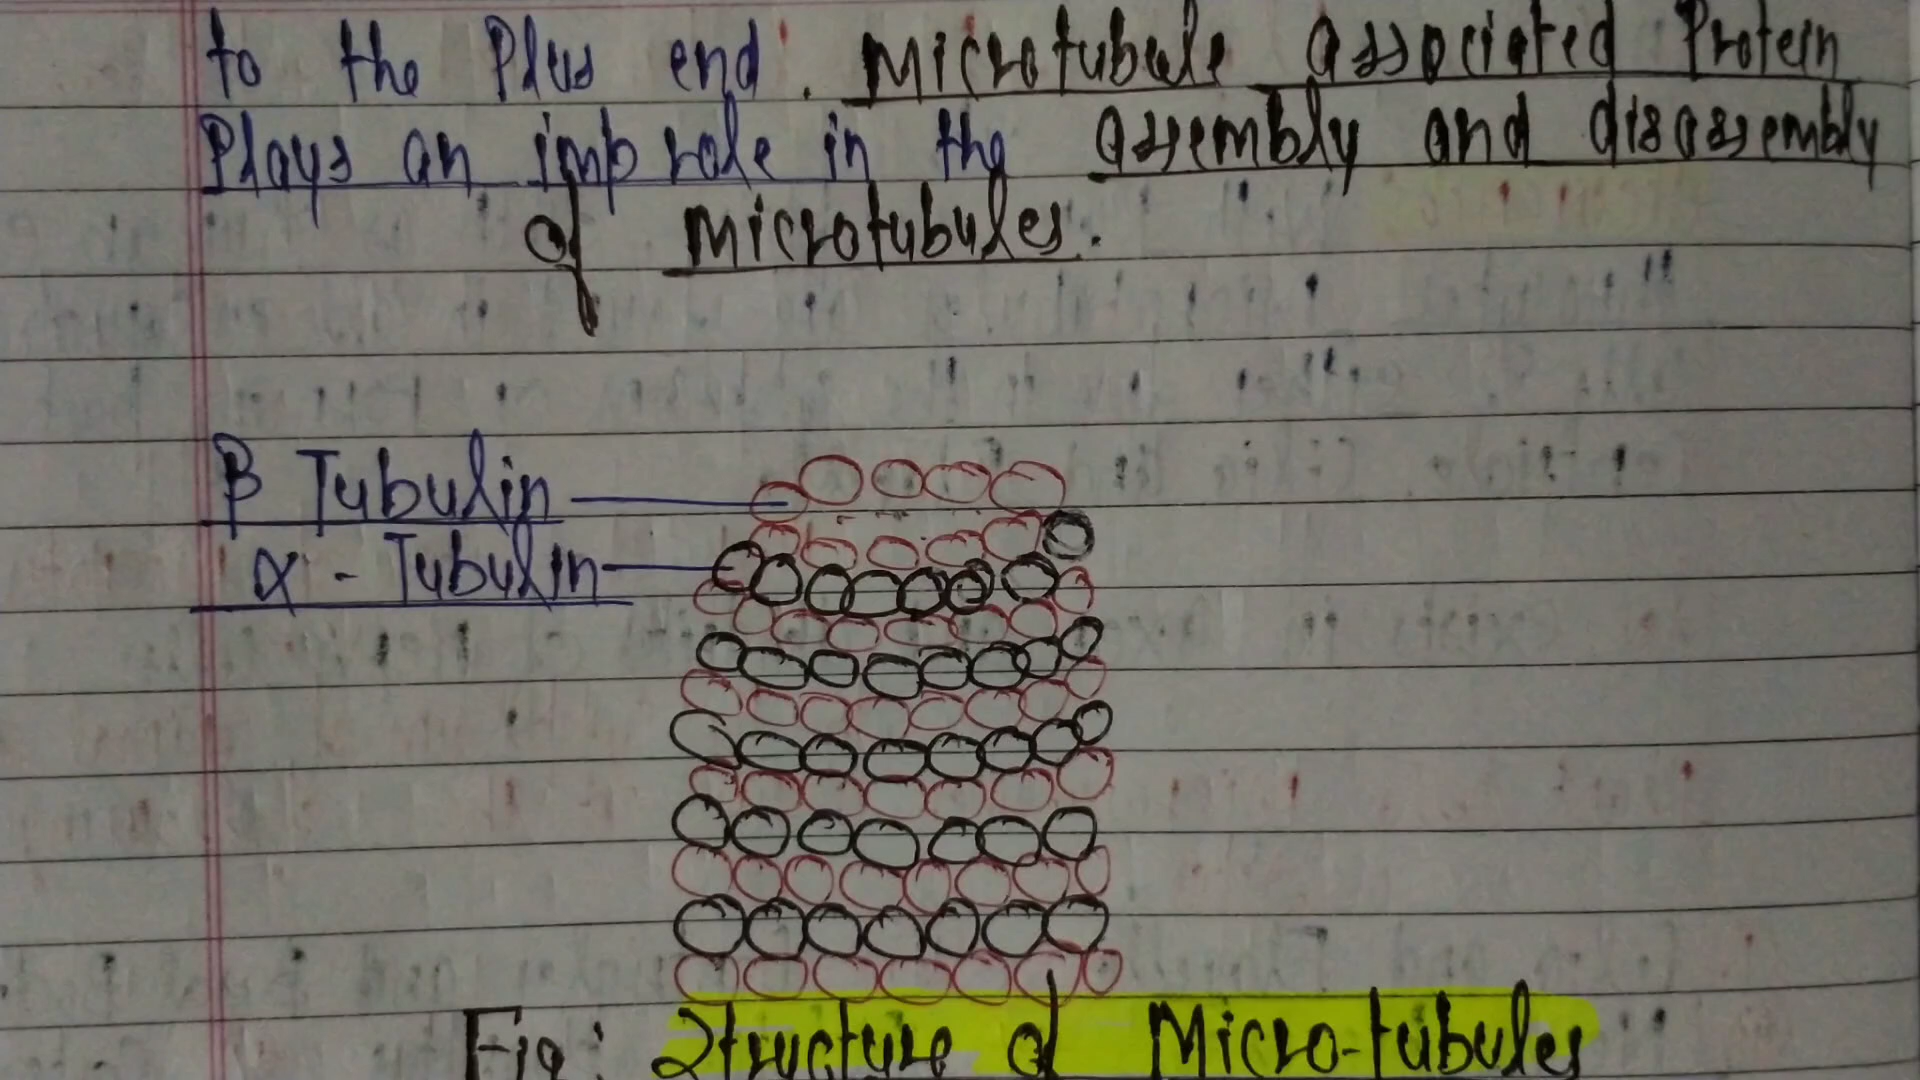 to the Plus end. Microtubule associated Protein
Plays an imp role in the assembly and disassembly
of microtubules.
β Tubulin
α - Tubulin
Fig: Structure of Micro-tubules